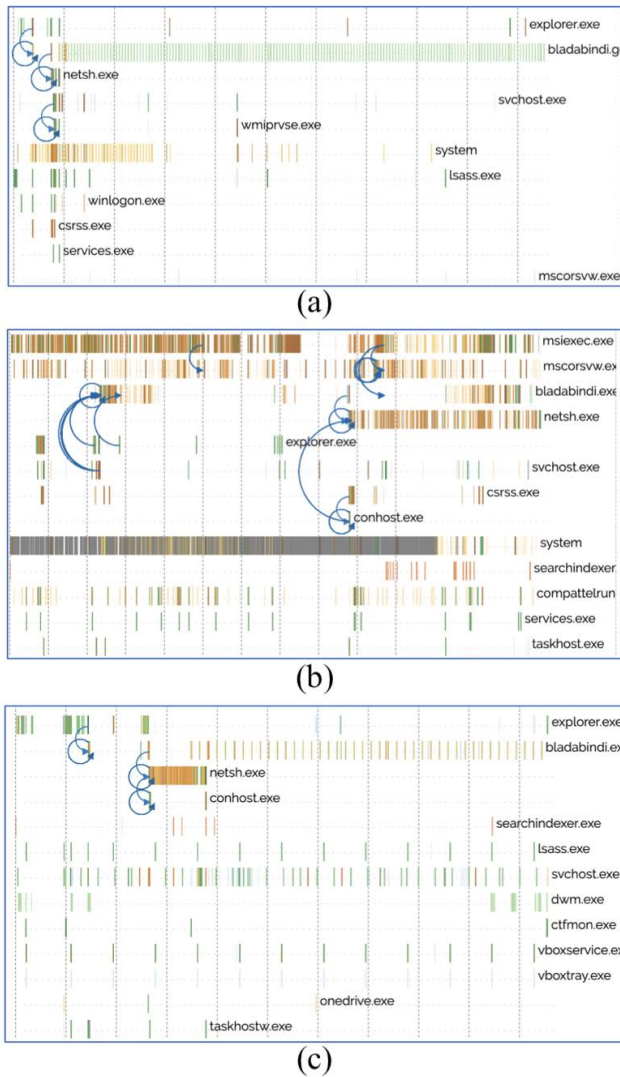 explorer.exe
bladabindi.g
netsh.exe
svchost.exe
wmiprvse.exe
system
lsass.exe
winlogon.exe
csrss.exe
services.exe
mscorsvw.exe
(a)
msiexec.exe
mscorsvw.ex
bladabindi.exe
netsh.exe
explorer.exe
svchost.exe
csrss.exe
conhost.exe
system
searchindexer
compattelrun
services.exe
taskhost.exe
(b)
explorer.exe
bladabindi.ex
netsh.exe
conhost.exe
searchindexer.exe
lsass.exe
svchost.exe
dwm.exe
ctfmon.exe
vboxservice.ex
vboxtray.exe
onedrive.exe
taskhostw.exe
(c)